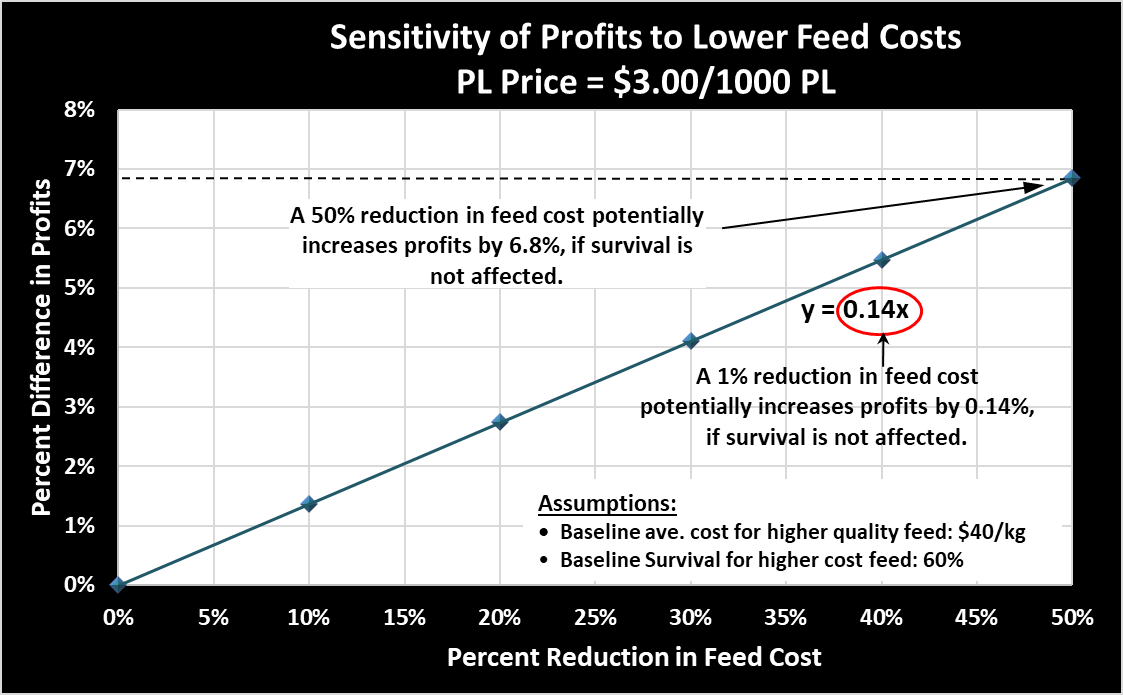 Sensitivity of Profits to Lower Feed Costs
PL Price = $3.00/1000 PL
Percent Difference in Profits
8%
7%
6%
5%
4%
3%
2%
1%
0%
A 50% reduction in feed cost potentially
increases profits by 6.8%, if survival is
not affected.
y = 0.14x
A 1% reduction in feed cost
potentially increases profits by 0.14%,
if survival is not affected.
Assumptions:
• Baseline ave. cost for higher quality feed: $40/kg
• Baseline Survival for higher cost feed: 60%
0% 5% 10% 15% 20% 25% 30% 35% 40% 45% 50%
Percent Reduction in Feed Cost